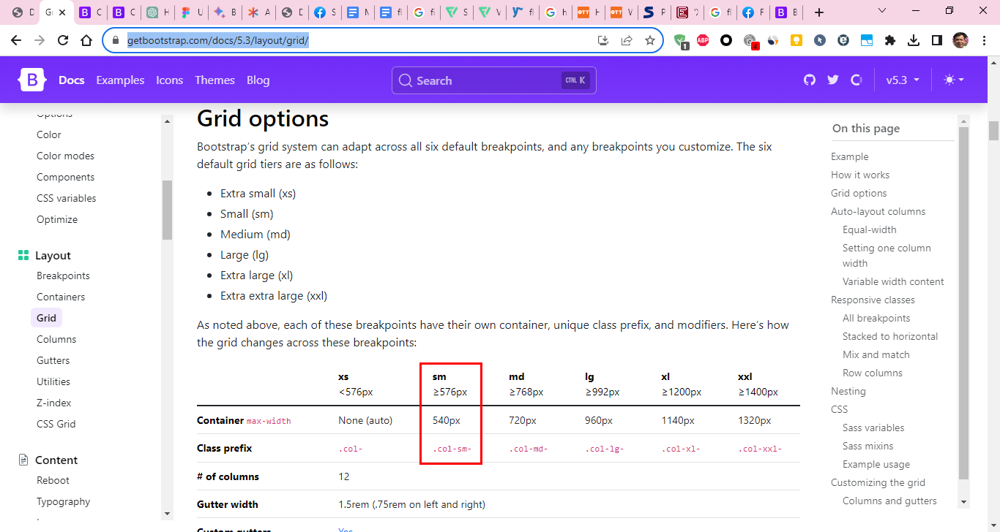 D
G
C
C
H
U
B
A
D
S
M
fl
fl
S
V
fl
h
H
V
P
fl
F
B
getbootstrap.com/docs/5.3/layout/grid/
1
ABP
4
B
Docs
Examples
Icons
Themes
Blog
Search
CTRL K
v5.3
Options
Color
Color modes
Components
CSS variables
Optimize
Layout
Breakpoints
Containers
Grid
Columns
Gutters
Utilities
Z-index
CSS Grid
Content
Reboot
Typography
Grid options
Bootstrap’s grid system can adapt across all six default breakpoints, and any breakpoints you customize. The six
default grid tiers are as follows:
• Extra small (xs)
• Small (sm)
• Medium (md)
• Large (lg)
• Extra large (xl)
• Extra extra large (xxl)
As noted above, each of these breakpoints have their own container, unique class prefix, and modifiers. Here’s how
the grid changes across these breakpoints:
xs sm md lg xl xxl
<576px ≥576px ≥768px ≥992px ≥1200px ≥1400px
Container max-width None (auto) 540px 720px 960px 1140px 1320px
Class prefix .col- .col-sm- .col-md- .col-lg- .col-xl- .col-xxl-
# of columns 12
Gutter width 1.5rem (.75rem on left and right)
Custom gutters Yes
On this page
Example
How it works
Grid options
Auto-layout columns
Equal-width
Setting one column
width
Variable width content
Responsive classes
All breakpoints
Stacked to horizontal
Mix and match
Row columns
Nesting
CSS
Sass variables
Sass mixins
Example usage
Customizing the grid
Columns and gutters